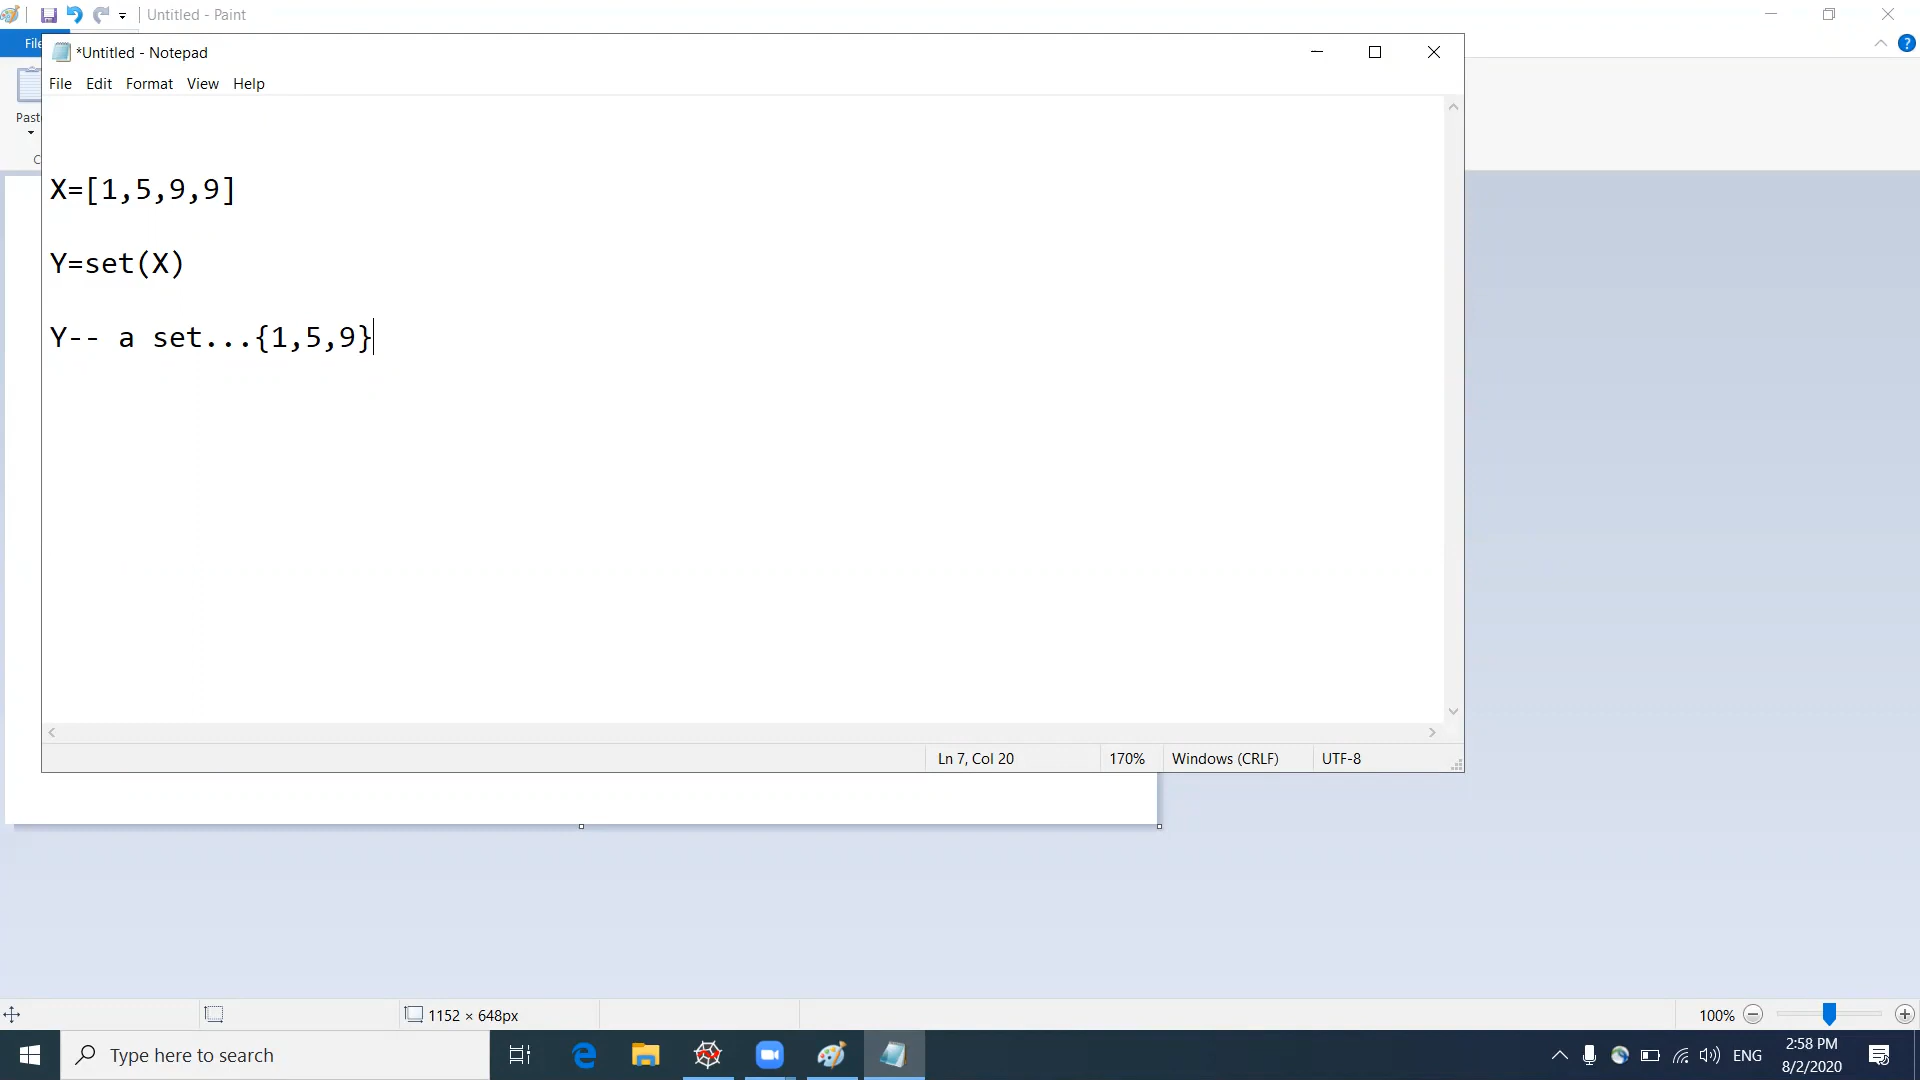 Untitled - Paint
File
*Untitled - Notepad
File Edit Format View Help
Past
C
X=[1,5,9,9]
Y=set(X)
Y-- a set...{1,5,9}
Ln 7, Col 20 170% Windows (CRLF) UTF-8
1152 × 648px 100%
Type here to search ENG 2:58 PM
8/2/2020